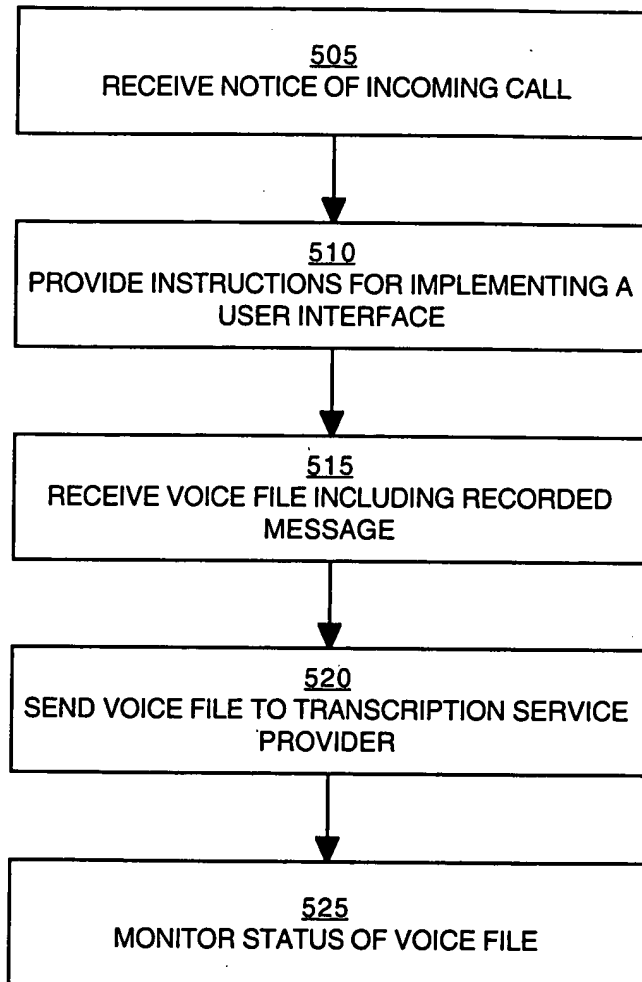 505
RECEIVE NOTICE OF INCOMING CALL
510
PROVIDE INSTRUCTIONS FOR IMPLEMENTING A
USER INTERFACE
515
RECEIVE VOICE FILE INCLUDING RECORDED
MESSAGE
520
SEND VOICE FILE TO TRANSCRIPTION SERVICE
PROVIDER
525
MONITOR STATUS OF VOICE FILE